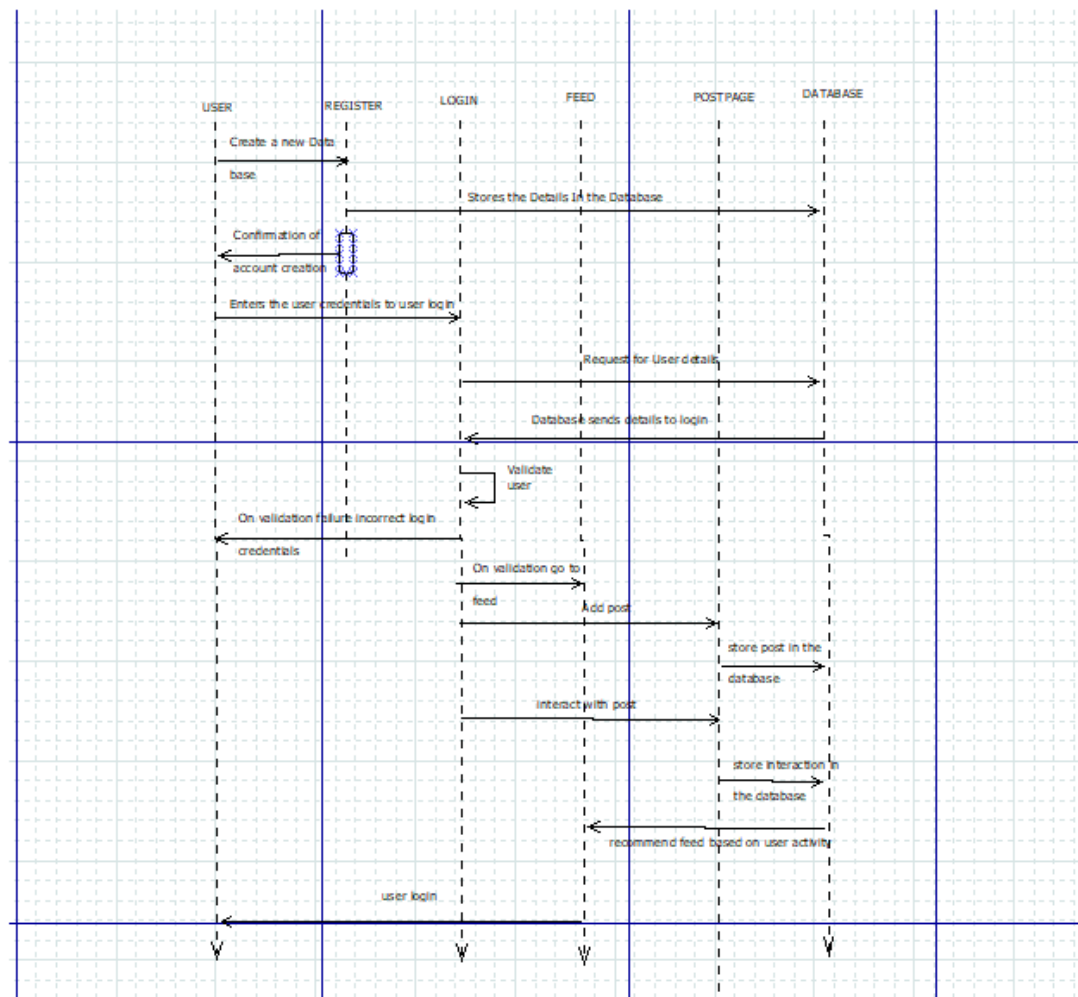 USER
REGISTER
LOGIN
FEED
POSTPAGE
DATABASE
Create a new Data
base
Stores the Details In the Database
Confirmation of
account creation
Enters the user credentials to user login
Request for User details
Database sends details to login
Validate
user
On validation failure incorrect login
credentials
On validation go to
feed
Add post
store post in the
database
interact with post
store interaction in
the database
recommend feed based on user activity
user login